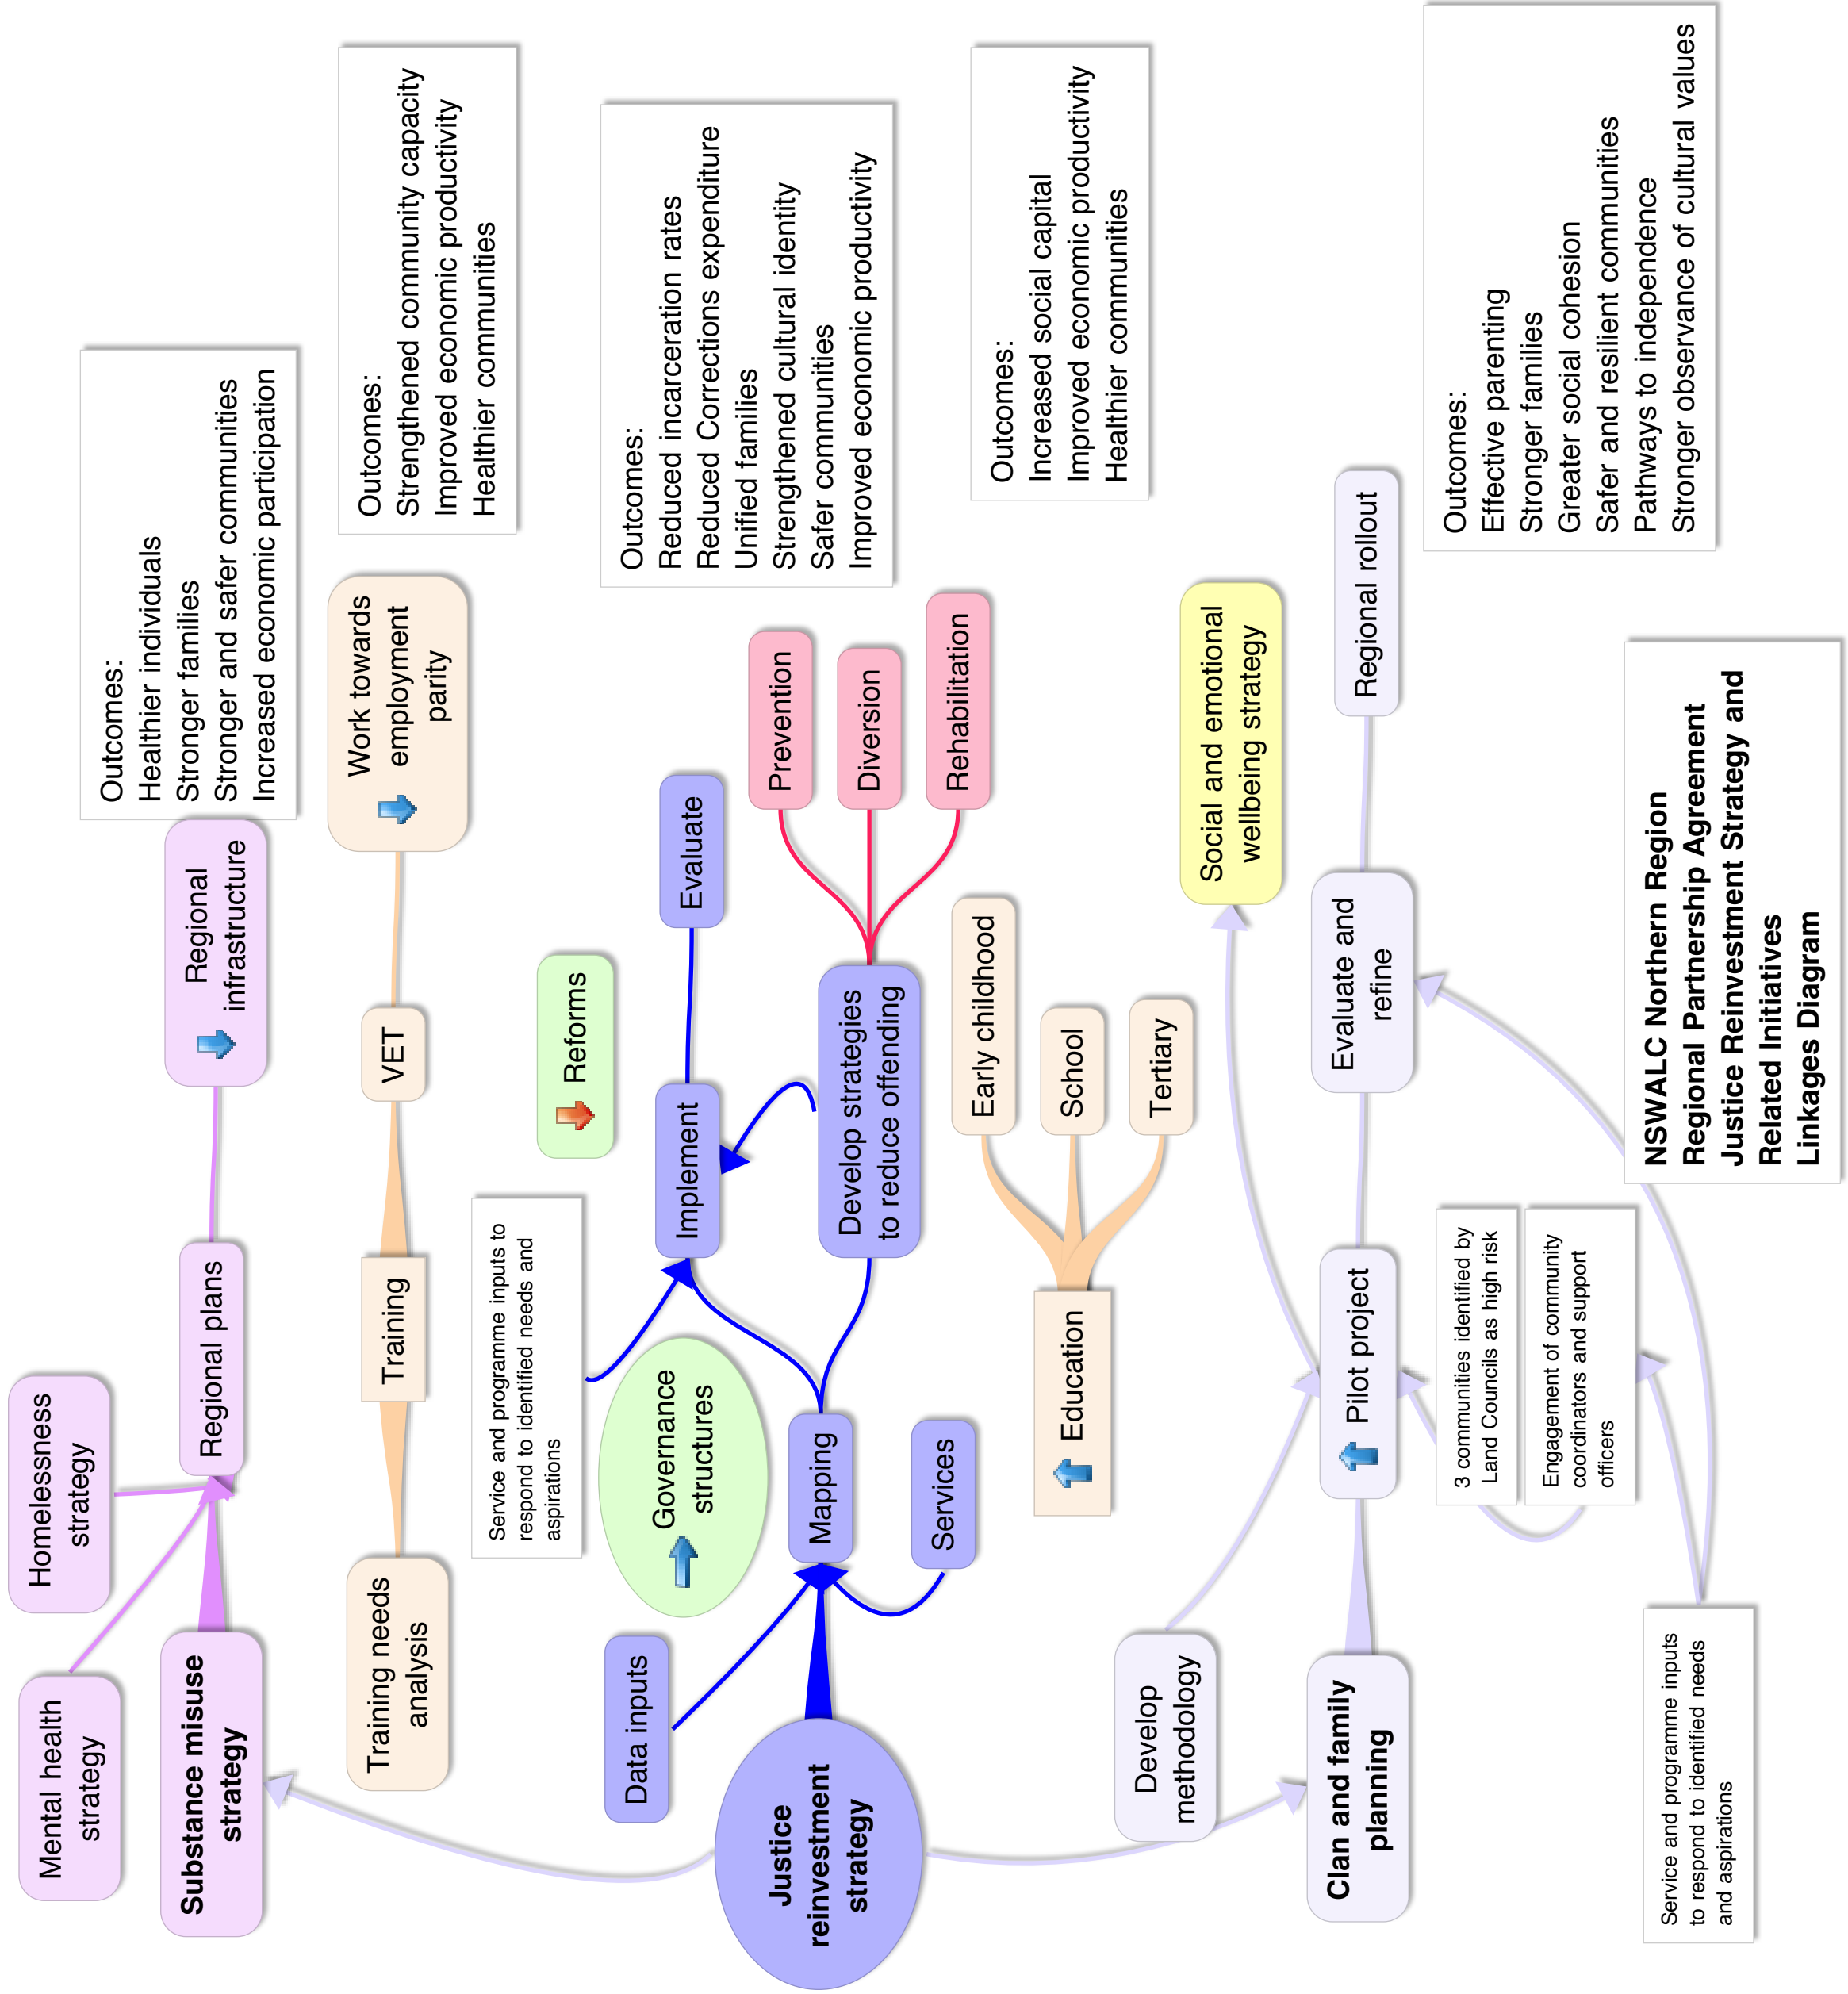 Mental health
strategy
Homelessness
strategy
Substance misuse
strategy
Regional plans
Regional
infrastructure
Outcomes:
Healthier individuals
Stronger families
Stronger and safer communities
Increased economic participation
Training needs
analysis
Training
VET
Work towards
employment
parity
Outcomes:
Strengthened community capacity
Improved economic productivity
Healthier communities
Service and programme inputs to
respond to identified needs and
aspirations
Reforms
Governance
structures
Data inputs
Justice
reinvestment
strategy
Mapping
Services
Implement
Evaluate
Develop strategies
to reduce offending
Prevention
Diversion
Rehabilitation
Outcomes:
Reduced incarceration rates
Reduced Corrections expenditure
Unified families
Strengthened cultural identity
Safer communities
Improved economic productivity
Education
Early childhood
School
Tertiary
Outcomes:
Increased social capital
Improved economic productivity
Healthier communities
Develop
methodology
Social and emotional
wellbeing strategy
Clan and family
planning
Pilot project
Evaluate and
refine
Regional rollout
3 communities identified by
Land Councils as high risk
Engagement of community
coordinators and support
officers
Outcomes:
Effective parenting
Stronger families
Greater social cohesion
Safer and resilient communities
Pathways to independence
Stronger observance of cultural values
Service and programme inputs
to respond to identified needs
and aspirations
NSWALC Northern Region
Regional Partnership Agreement
Justice Reinvestment Strategy and
Related Initiatives
Linkages Diagram